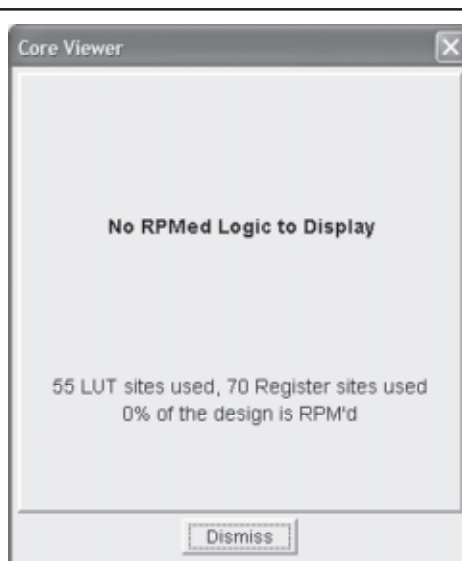 Core Viewer
No RPMed Logic to Display
55 LUT sites used, 70 Register sites used
0% of the design is RPM'd
Dismiss